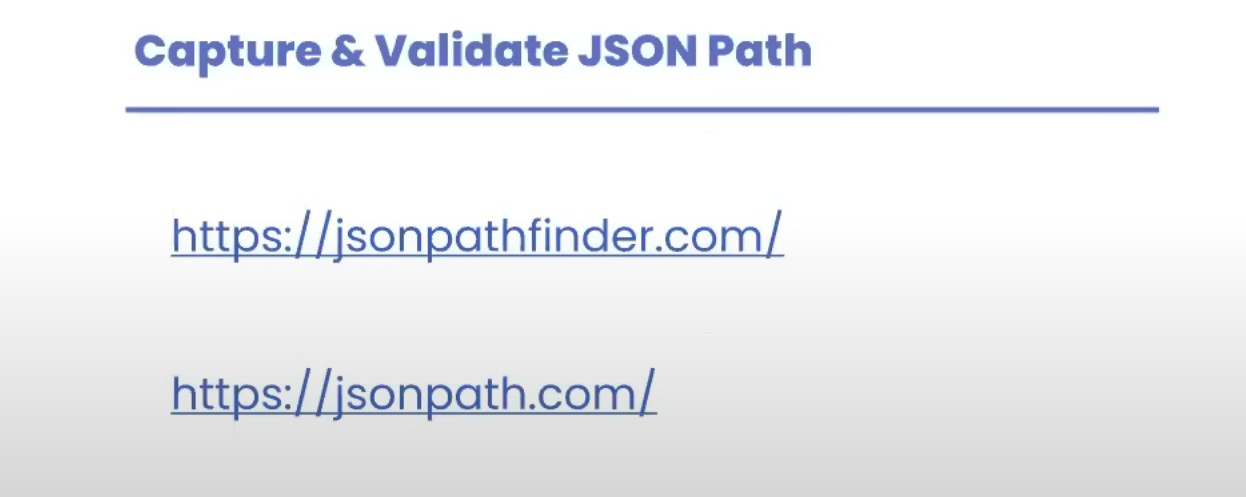 Capture & Validate JSON Path
https://jsonpathfinder.com/
https://jsonpath.com/